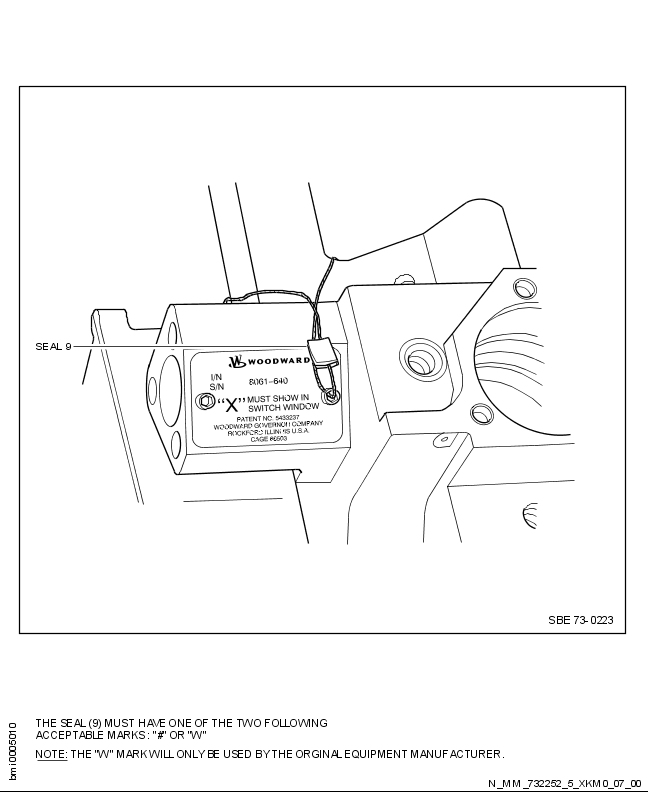 SEAL 9
WOODWARD
I/N
8061-640
S/N
"X" MUST SHOW IN
SWITCH WINDOW
PATENT NO. 5433237
WOODWARD GOVERNOR COMPANY
ROCKFORD ILLINOIS U.S.A.
CAGE 66503
SBE 73-0223
THE SEAL (9) MUST HAVE ONE OF THE TWO FOLLOWING
ACCEPTABLE MARKS: "#" OR "W"
NOTE: THE "W" MARK WILL ONLY BE USED BY THE ORGINAL EQUIPMENT MANUFACTURER.
bmi0005010
N_MM_732252_5_XKM0_07_00